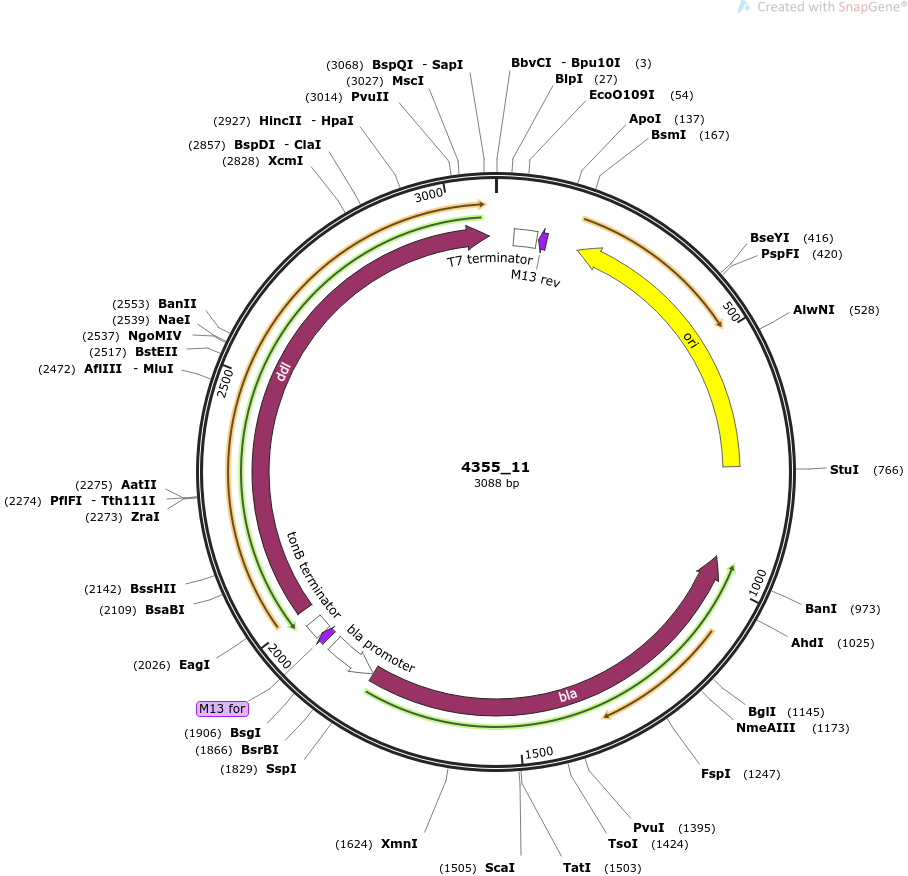 Created with SnapGene®
(3068) BspQI - SapI
(3027) MscI
(3014) PvuII
(2927) HincII - HpaI
(2857) BspDI - ClaI
(2828) XcmI
BbvCI - Bpu10I (3)
BlpI (27)
EcoO109I (54)
ApoI (137)
BsmI (167)
BseYI (416)
PspFI (420)
AlwNI (528)
StuI (766)
BanI (973)
AhdI (1025)
BglI (1145)
NmeAIII (1173)
FspI (1247)
PvuI (1395)
TsoI (1424)
TatI (1503)
(1505) ScaI
(1624) XmnI
(1829) SspI
(1866) BsrBI
(1906) BsgI
M13 for
(2026) EagI
(2109) BsaBI
(2142) BssHII
(2273) ZraI
(2274) PflFI - Tth111I
(2275) AatII
(2472) AflIII - MluI
(2517) BstEII
(2537) NgoMIV
(2539) NaeI
(2553) BanII
3000
500
1000
1500
2000
2500
T7 terminator
M13 rev
ori
ddl
tonB terminator
bla promoter
bla
4355_11
3088 bp